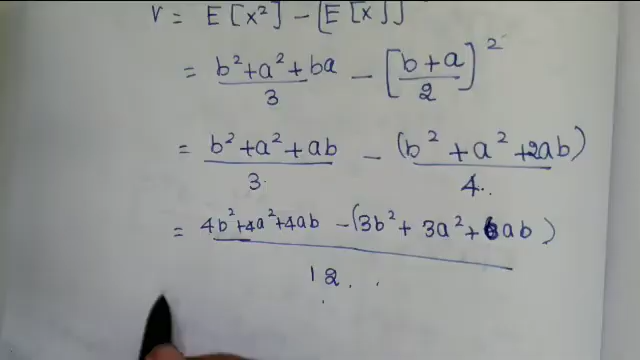 V = E[x²] - [E[x]]
= b²+a²+ba/3 - [b+a/2]²
= b²+a²+ab/3 - (b²+a²+2ab)/4
= 4b²+4a²+4ab-(3b²+3a²+6ab)/12